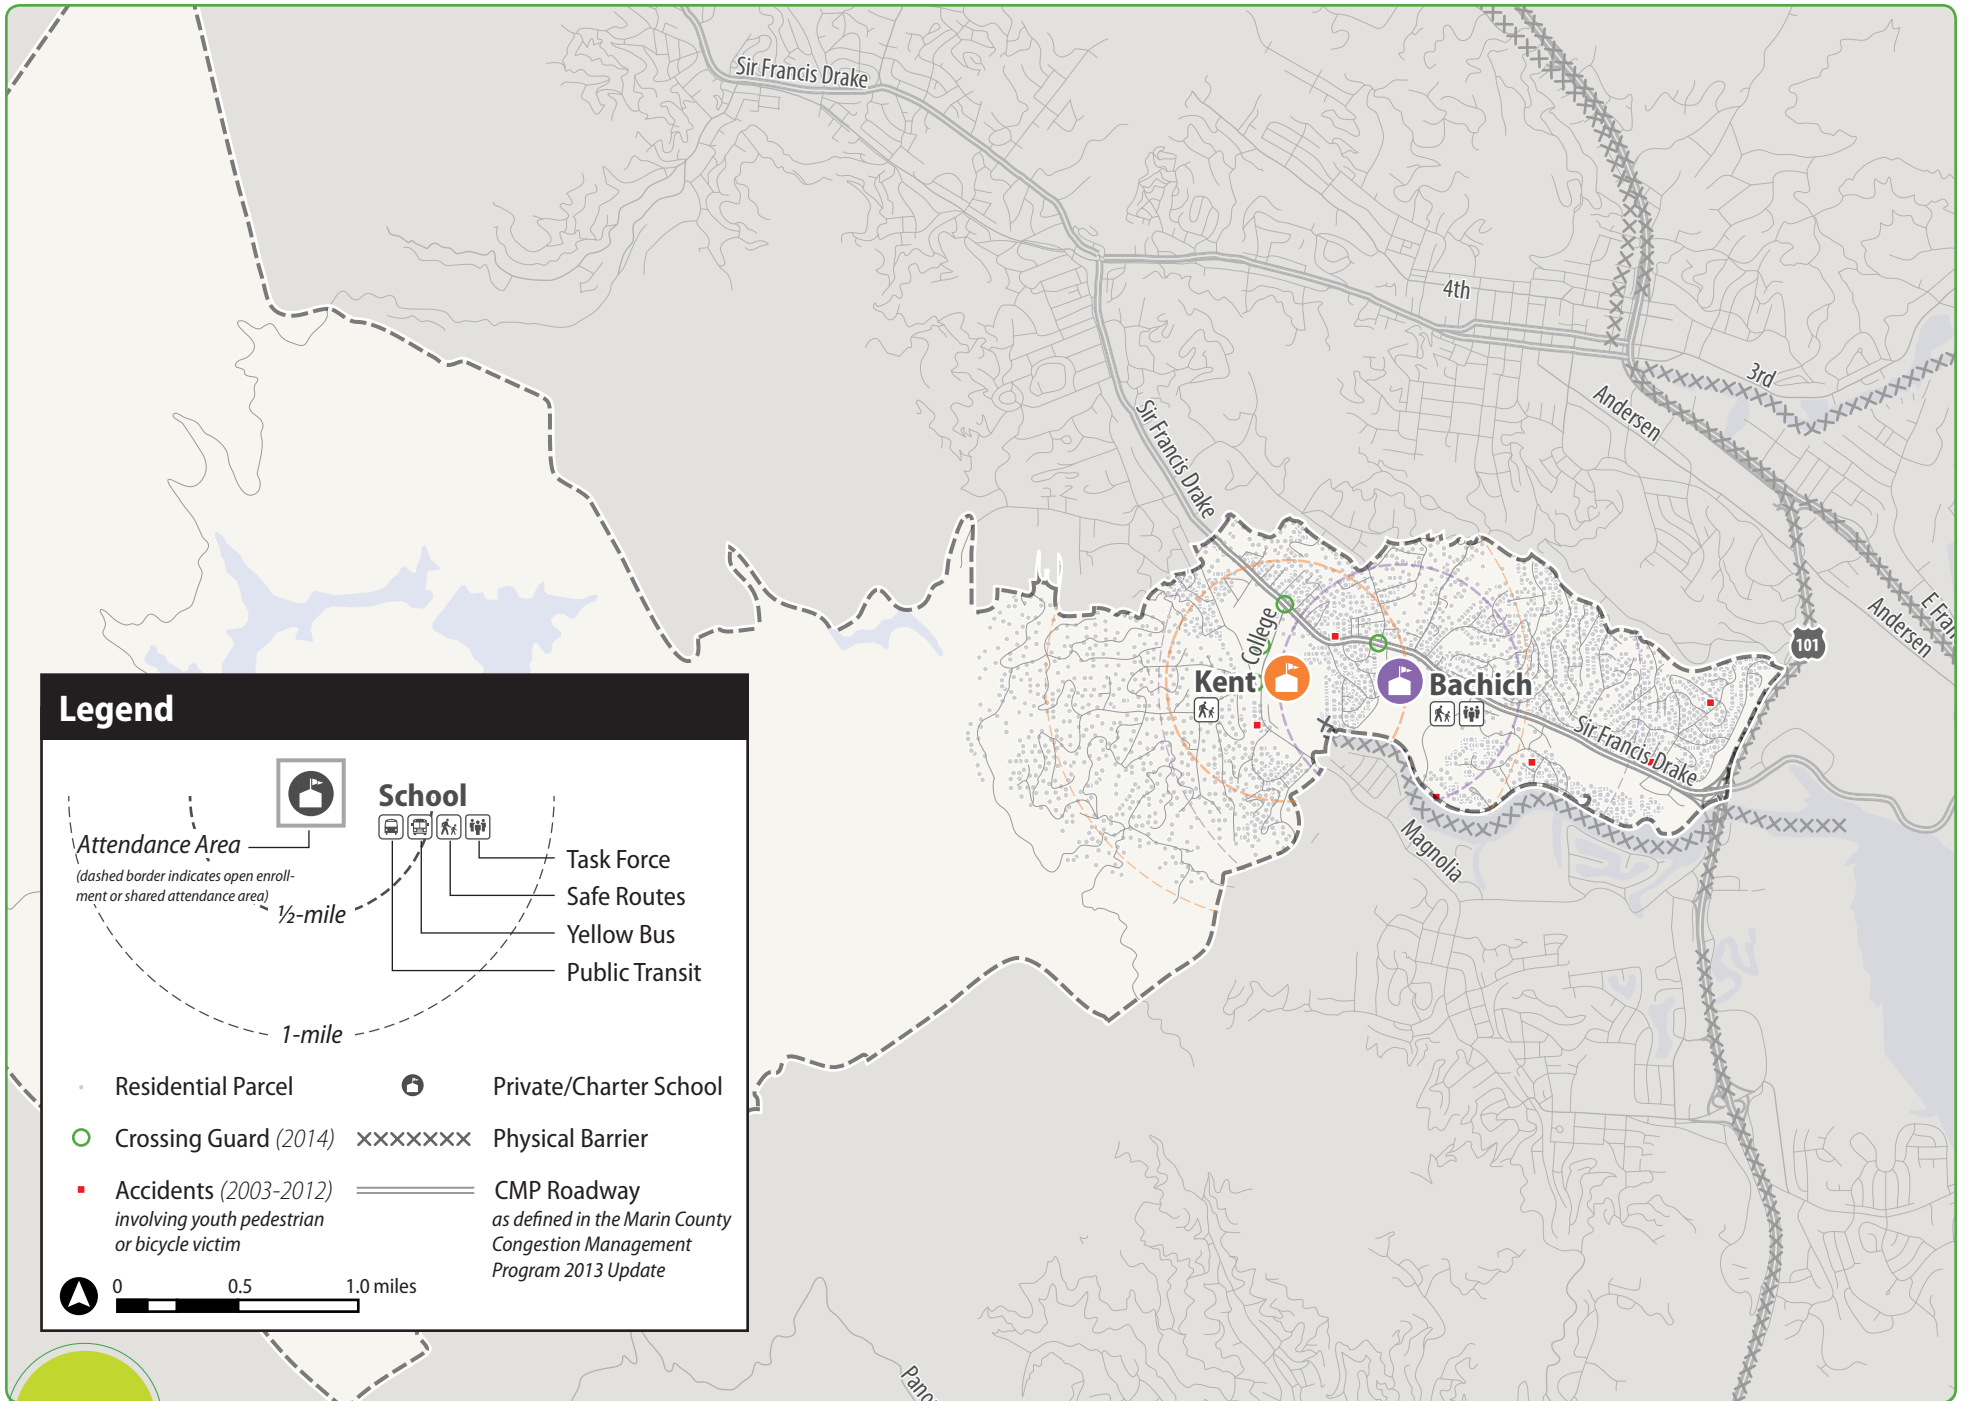 Sir Francis Drake
4th
3rd
Andersen
Sir Francis Drake
Andersen
E Fran
101
College
Kent
Bachich
Sir Francis Drake
Magnolia
Legend
School
Attendance Area
(dashed border indicates open enroll-
ment or shared attendance area)
½-mile
1-mile
Task Force
Safe Routes
Yellow Bus
Public Transit
Residential Parcel
Private/Charter School
Crossing Guard (2014)
Physical Barrier
Accidents (2003-2012)
involving youth pedestrian
or bicycle victim
CMP Roadway
as defined in the Marin County
Congestion Management
Program 2013 Update
0 0.5 1.0 miles
Pano